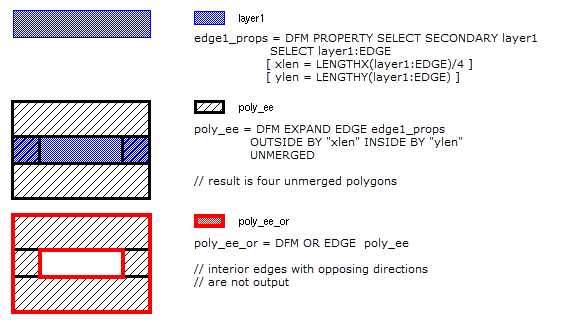 layer1
edge1_props = DFM PROPERTY SELECT SECONDARY layer1
SELECT layer1:EDGE
[ xlen = LENGTHX(layer1:EDGE)/4 ]
[ ylen = LENGTHY(layer1:EDGE) ]
poly_ee
poly_ee = DFM EXPAND EDGE edge1_props
OUTSIDE BY "xlen" INSIDE BY "ylen"
UNMERGED
// result is four unmerged polygons
poly_ee_or
poly_ee_or = DFM OR EDGE  poly_ee
// interior edges with opposing directions
// are not output